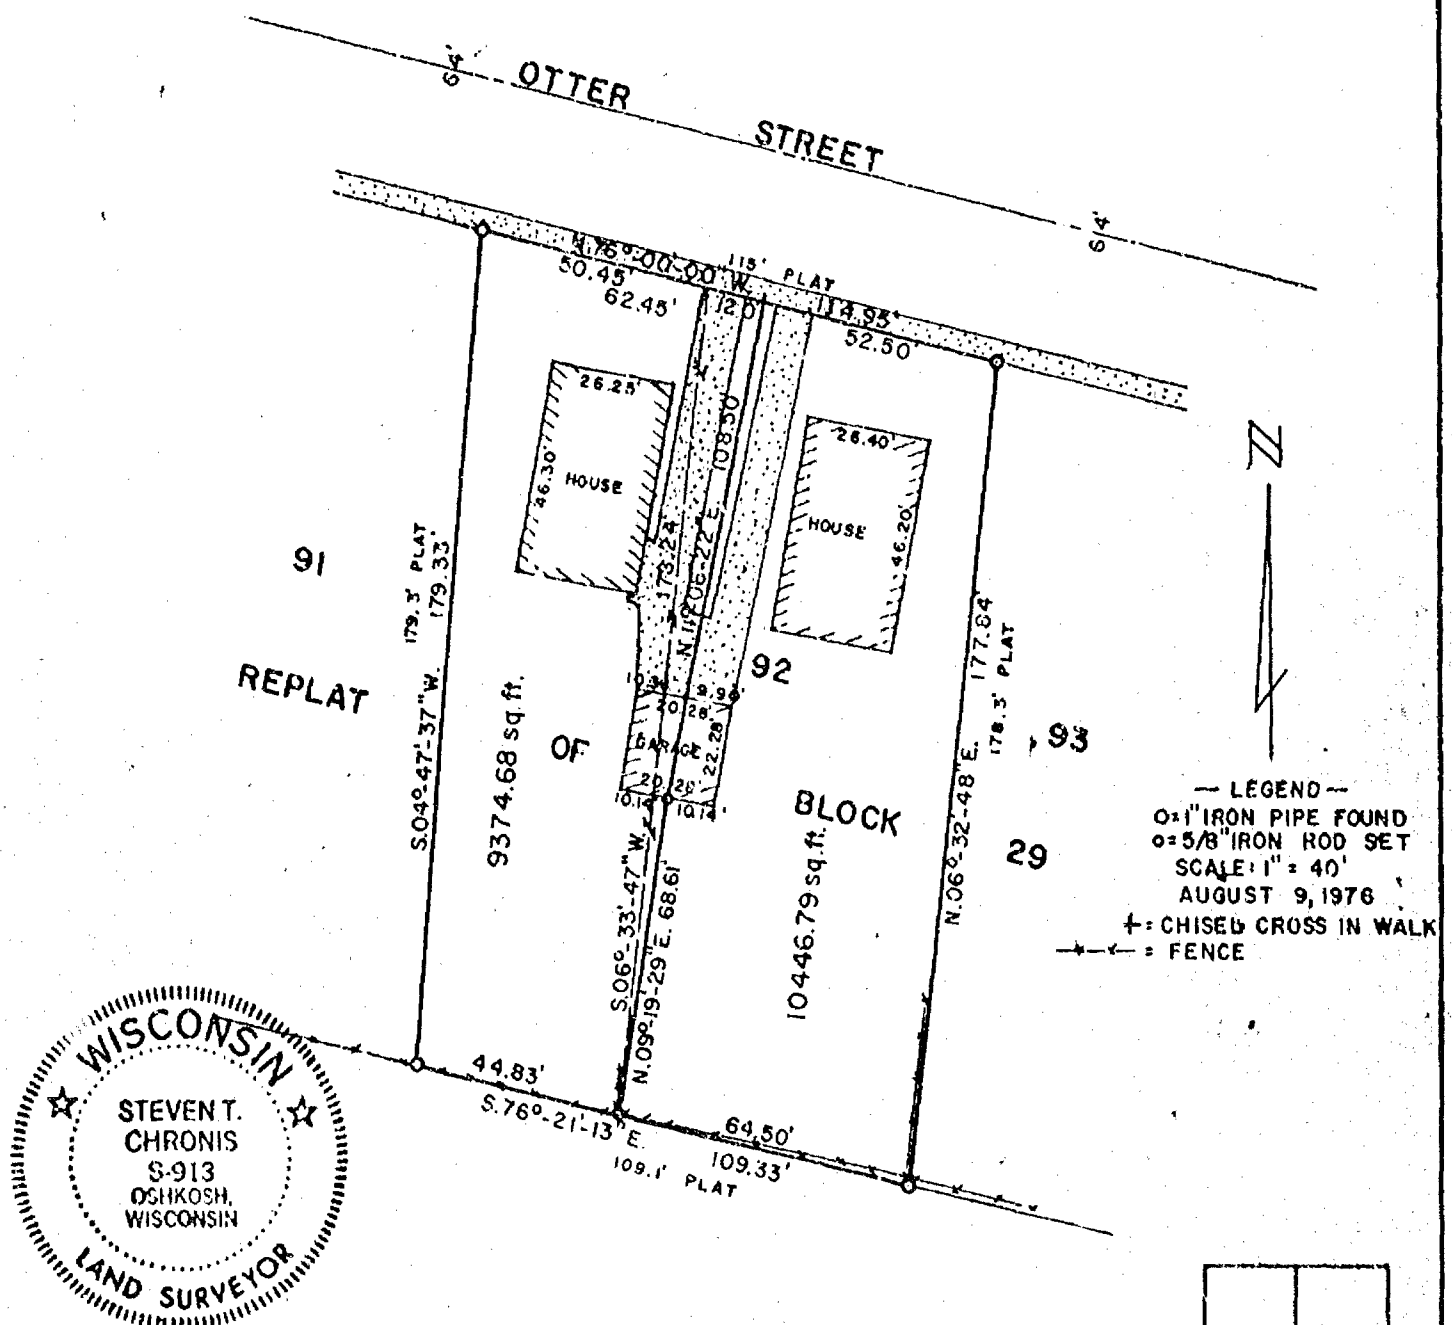 64'
OTTER
STREET
64'
N.76°-00'-00" W.
115' PLAT
50.45'
62.45'
12.0'
114.95'
52.50'
26.25'
46.30'
HOUSE
26.40'
HOUSE
46.20'
108.50'
173.24'
N.11°-06'-22" E.
91
179.3' PLAT
179.33'
S.04°-47'-37" W.
REPLAT
92
177.84'
178.3' PLAT
N.06°-32'-48" E.
93
9.94'
20.28'
GARAGE
22.28'
20.28'
10.14'
10.14'
9374.68 sq.ft.
OF
BLOCK
29
10446.79 sq.ft.
S.06°-33'-47" W.
N.09°-19'-29" E. 68.61'
— LEGEND —
O=1" IRON PIPE FOUND
o=5/8" IRON ROD SET
SCALE: 1" = 40'
AUGUST 9, 1976
+= CHISELD CROSS IN WALK
= FENCE
N
44.83'
S.76°-21'-13" E.
109.1' PLAT
64.50'
109.33'
WISCONSIN
STEVEN T.
CHRONIS
S-913
OSHKOSH,
WISCONSIN
LAND SURVEYOR